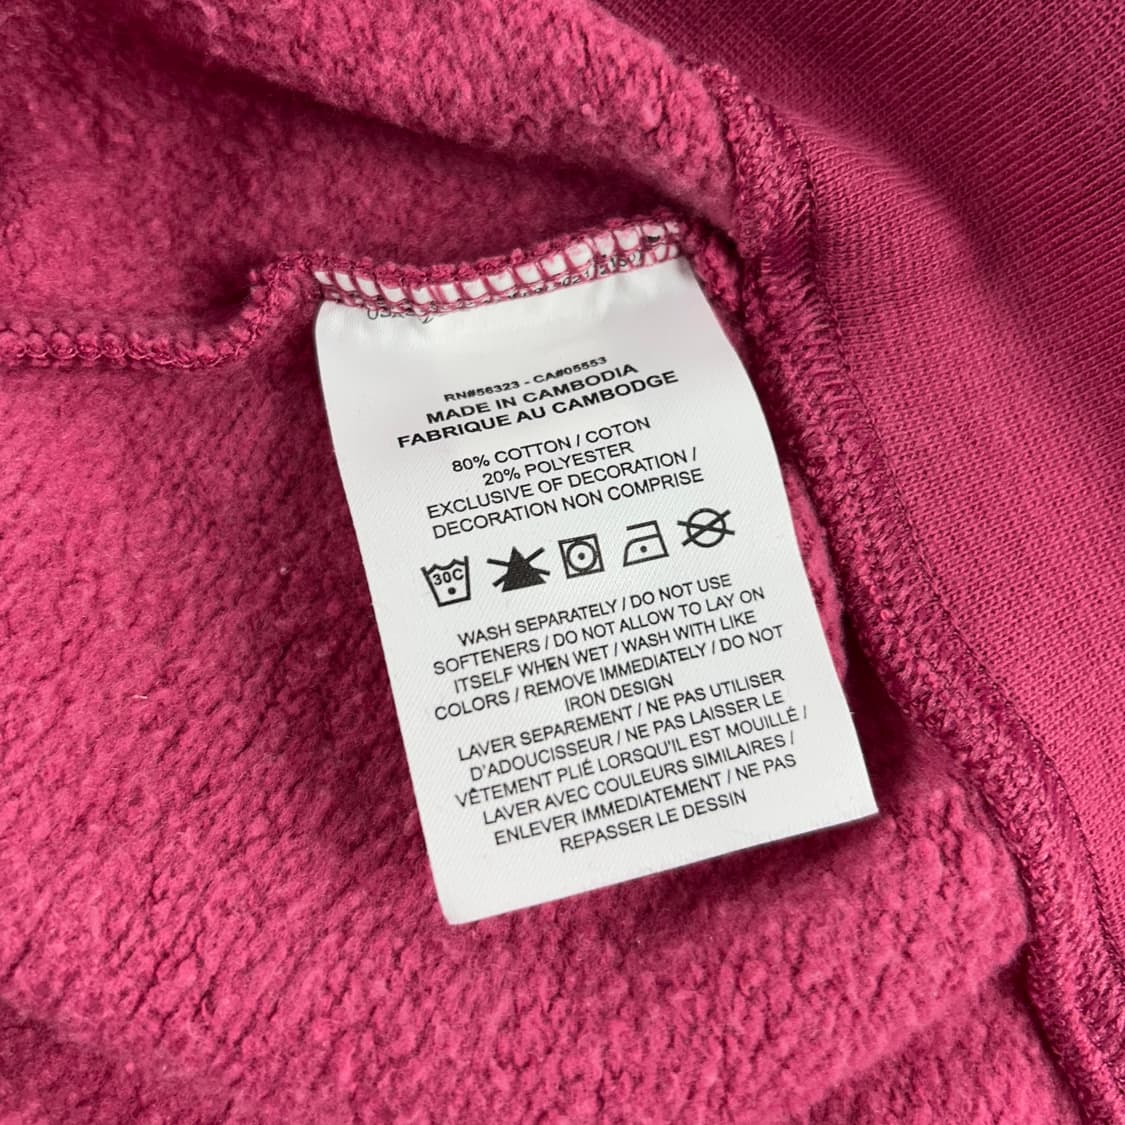 RN#56323 - CA#05553
MADE IN CAMBODIA
FABRIQUE AU CAMBODGE
80% COTTON / COTON
20% POLYESTER
EXCLUSIVE OF DECORATION /
DECORATION NON COMPRISE
30C
WASH SEPARATELY / DO NOT USE
SOFTENERS / DO NOT ALLOW TO LAY ON
ITSELF WHEN WET / WASH WITH LIKE
COLORS / REMOVE IMMEDIATELY / DO NOT
IRON DESIGN
LAVER SEPAREMENT / NE PAS UTILISER
D'ADOUCISSEUR / NE PAS LAISSER LE
VÊTEMENT PLIÉ LORSQU'IL EST MOUILLÉ /
LAVER AVEC COULEURS SIMILAIRES /
ENLEVER IMMEDIATEMENT / NE PAS
REPASSER LE DESSIN